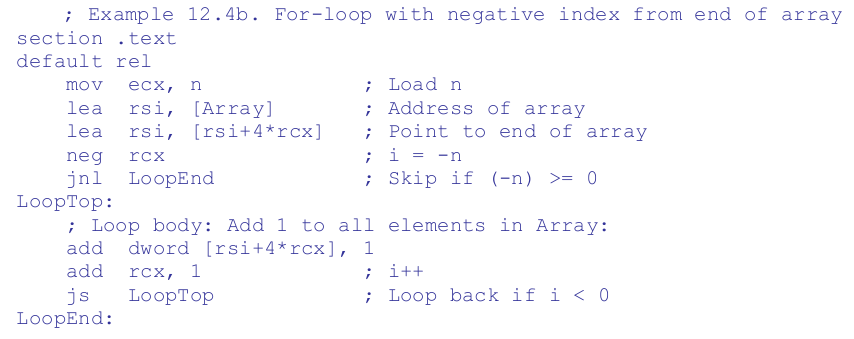 ; Example 12.4b. For-loop with negative index from end of array
section .text
default rel
    mov  ecx, n             ; Load n
    lea  rsi, [Array]       ; Address of array
    lea  rsi, [rsi+4*rcx]   ; Point to end of array
    neg  rcx                ; i = -n
    jnl  LoopEnd            ; Skip if (-n) >= 0
LoopTop:
    ; Loop body: Add 1 to all elements in Array:
    add  dword [rsi+4*rcx], 1
    add  rcx, 1             ; i++
    js   LoopTop            ; Loop back if i < 0
LoopEnd: